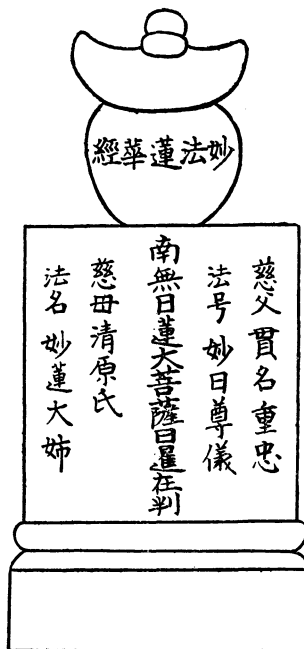 妙法蓮華經
慈父貫名重忠
法号妙日尊儀
南無日蓮大菩薩日暹在判
慈母清原氏
法名妙蓮大姉